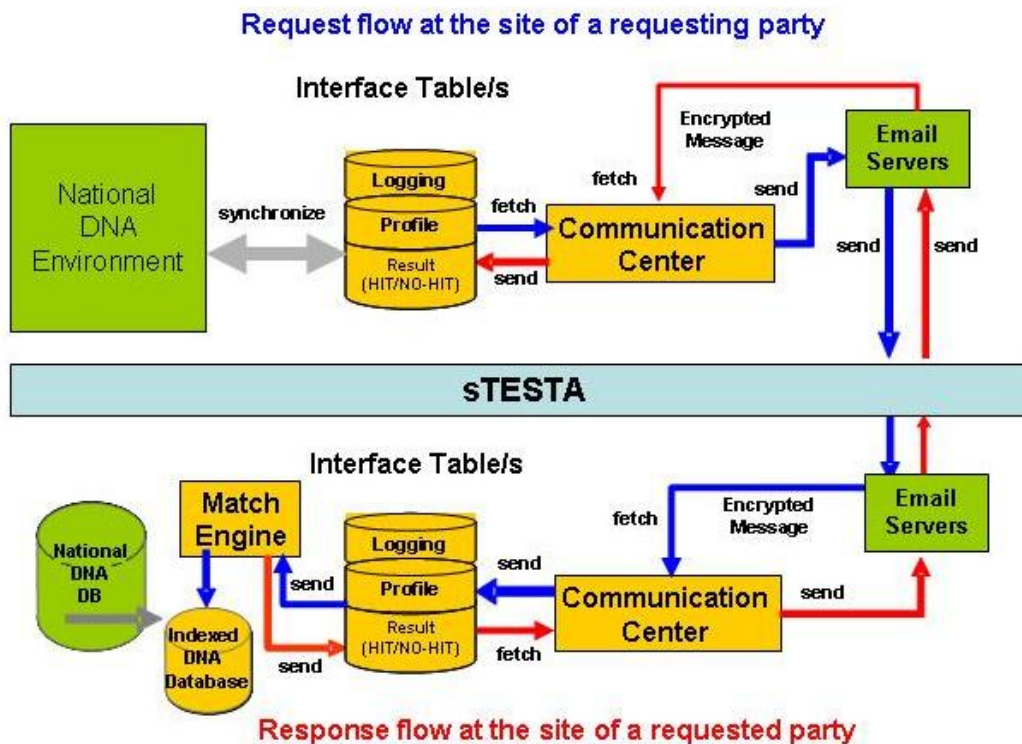 Request flow at the site of a requesting party
Interface Table/s
Encrypted
Message
Email
Servers
National
DNA
Environment
synchronize
Logging
Profile
Result
(HIT/NO-HIT)
fetch
send
fetch
Communication
Center
send
send
send
sTESTA
Interface Table/s
Match
Engine
National
DNA
DB
Indexed
DNA
Database
send
send
Logging
Profile
Result
(HIT/NO-HIT)
send
fetch
fetch
Encrypted
Message
Communication
Center
send
Email
Servers
Response flow at the site of a requested party